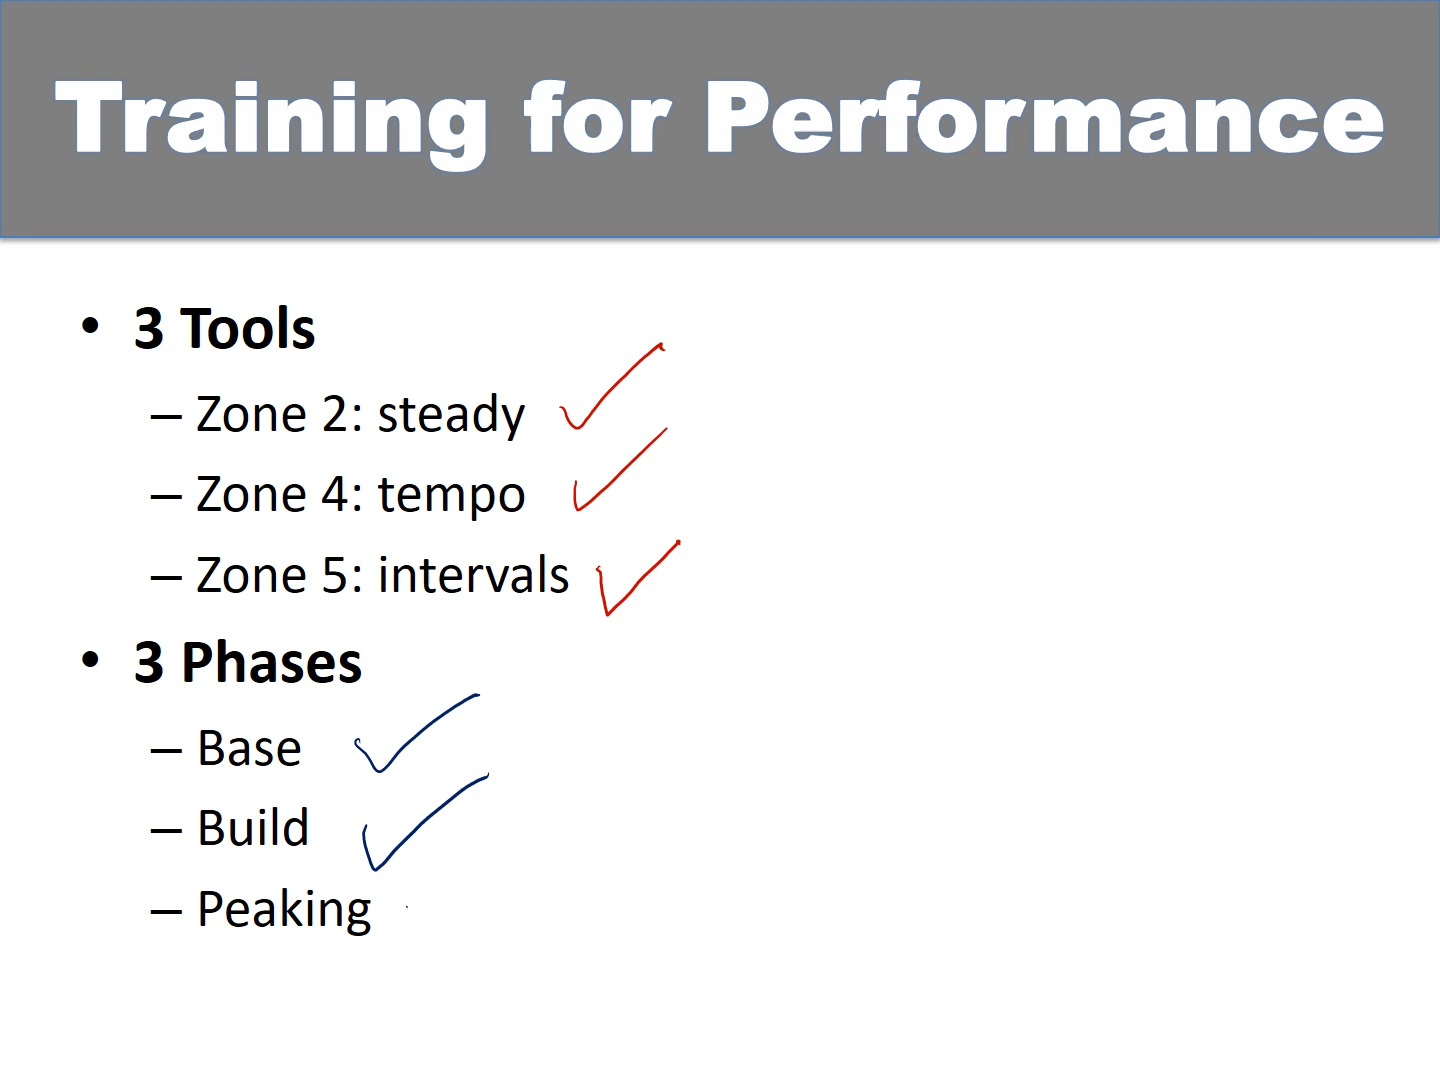 Training for Performance
• 3 Tools
– Zone 2: steady
– Zone 4: tempo
– Zone 5: intervals
• 3 Phases
– Base
– Build
– Peaking